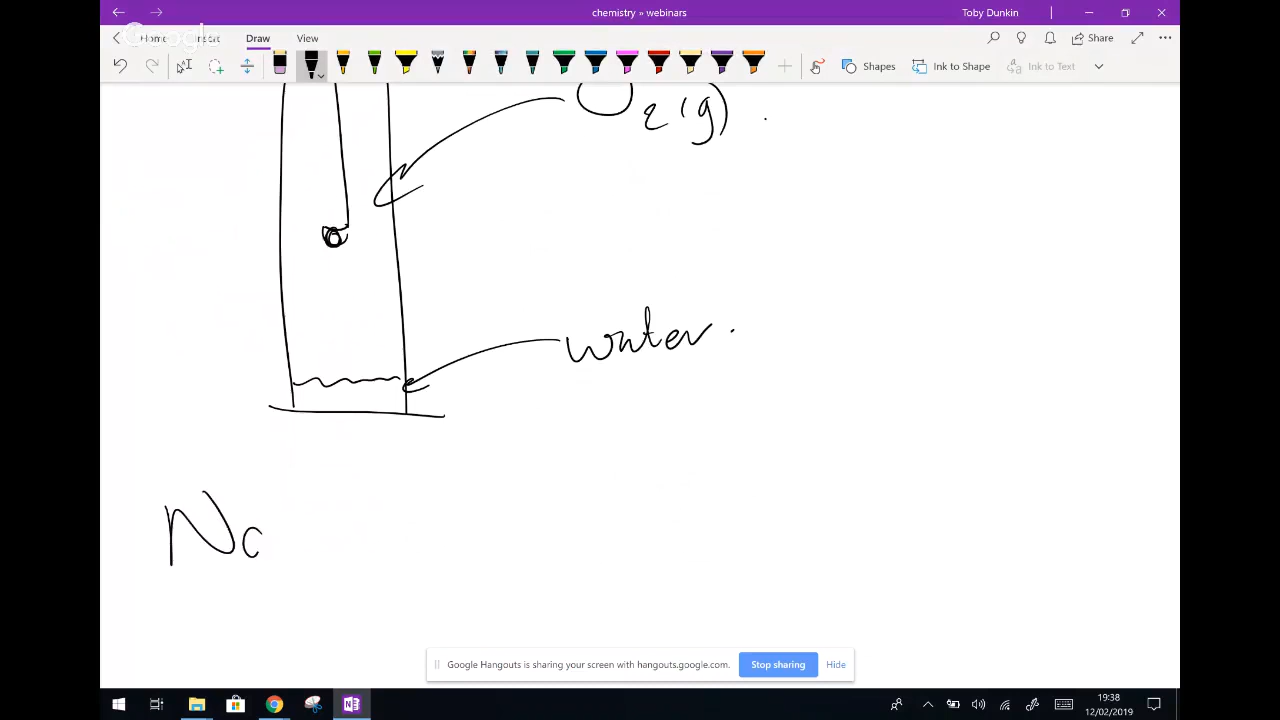 chemistry » webinars
Toby Dunkin
Google
Home Insert Draw View
Share
Shapes Ink to Shape Ink to Text
O2(g).
water.
Na
Google Hangouts is sharing your screen with hangouts.google.com. Stop sharing Hide
19:38
12/02/2019